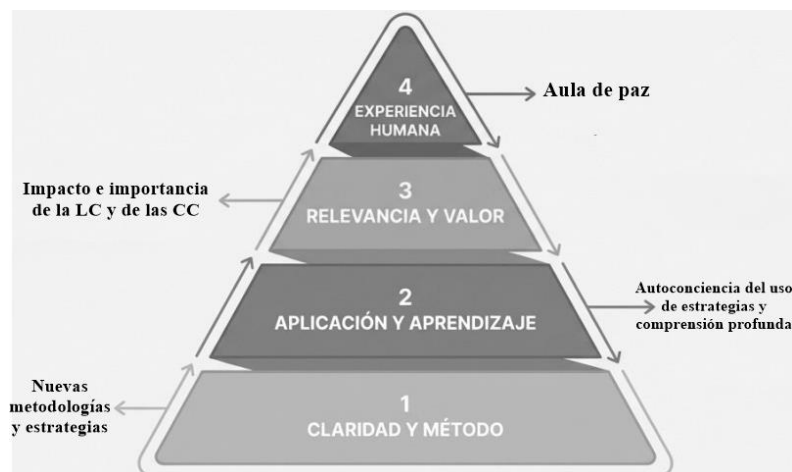 4
EXPERIENCIA
HUMANA
Aula de paz
Impacto e importancia
de la LC y de las CC
3
RELEVANCIA Y VALOR
2
APLICACIÓN Y APRENDIZAJE
Autoconciencia del uso
de estrategias y
comprensión profunda
Nuevas
metodologías
y estrategias
1
CLARIDAD Y MÉTODO